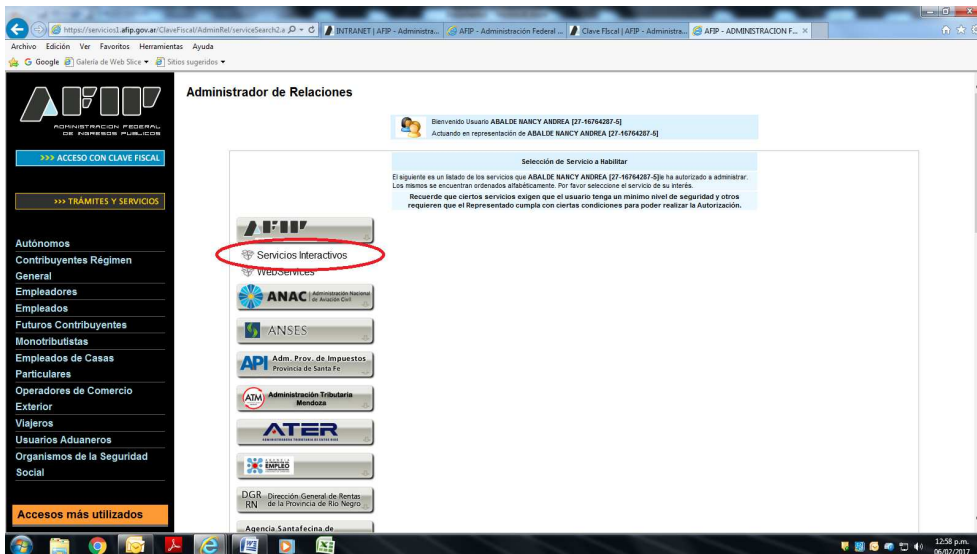 https://servicios1.afip.gov.ar/ClaveFiscal/AdminRel/serviceSearch2.a
INTRANET | AFIP - Administra...
AFIP - Administración Federal ...
Clave Fiscal | AFIP - Administra...
AFIP - ADMINISTRACION F...
Archivo Edición Ver Favoritos Herramientas Ayuda
Google Galería de Web Slice Sitios sugeridos
AFIP
ADMINISTRACION FEDERAL
DE INGRESOS PUBLICOS
Administrador de Relaciones
Bienvenido Usuario ABALDE NANCY ANDREA [27-16764287-5]
Actuando en representación de ABALDE NANCY ANDREA [27-16764287-5]
>>> ACCESO CON CLAVE FISCAL
>>> TRÁMITES Y SERVICIOS
Autónomos
Contribuyentes Régimen
General
Empleadores
Empleados
Futuros Contribuyentes
Monotributistas
Empleados de Casas
Particulares
Operadores de Comercio
Exterior
Viajeros
Usuarios Aduaneros
Organismos de la Seguridad
Social
Accesos más utilizados
Selección de Servicio a Habilitar
El siguiente es un listado de los servicios que ABALDE NANCY ANDREA [27-16764287-5]le ha autorizado a administrar.
Los mismos se encuentran ordenados alfabéticamente. Por favor seleccione el servicio de su interés.
Recuerde que ciertos servicios exigen que el usuario tenga un mínimo nivel de seguridad y otros
requieren que el Representado cumpla con ciertas condiciones para poder realizar la Autorización.
AFIP
Servicios Interactivos
WebServices
ANAC Administración Nacional
de Aviación Civil
ANSES
API Adm. Prov. de Impuestos
Provincia de Santa Fe
ATM Administración Tributaria
Mendoza
ATER
EMPLEO
DGR Dirección General de Rentas
RN de la Provincia de Rio Negro
Agencia Santafecina de
12:58 p.m.
06/02/2017